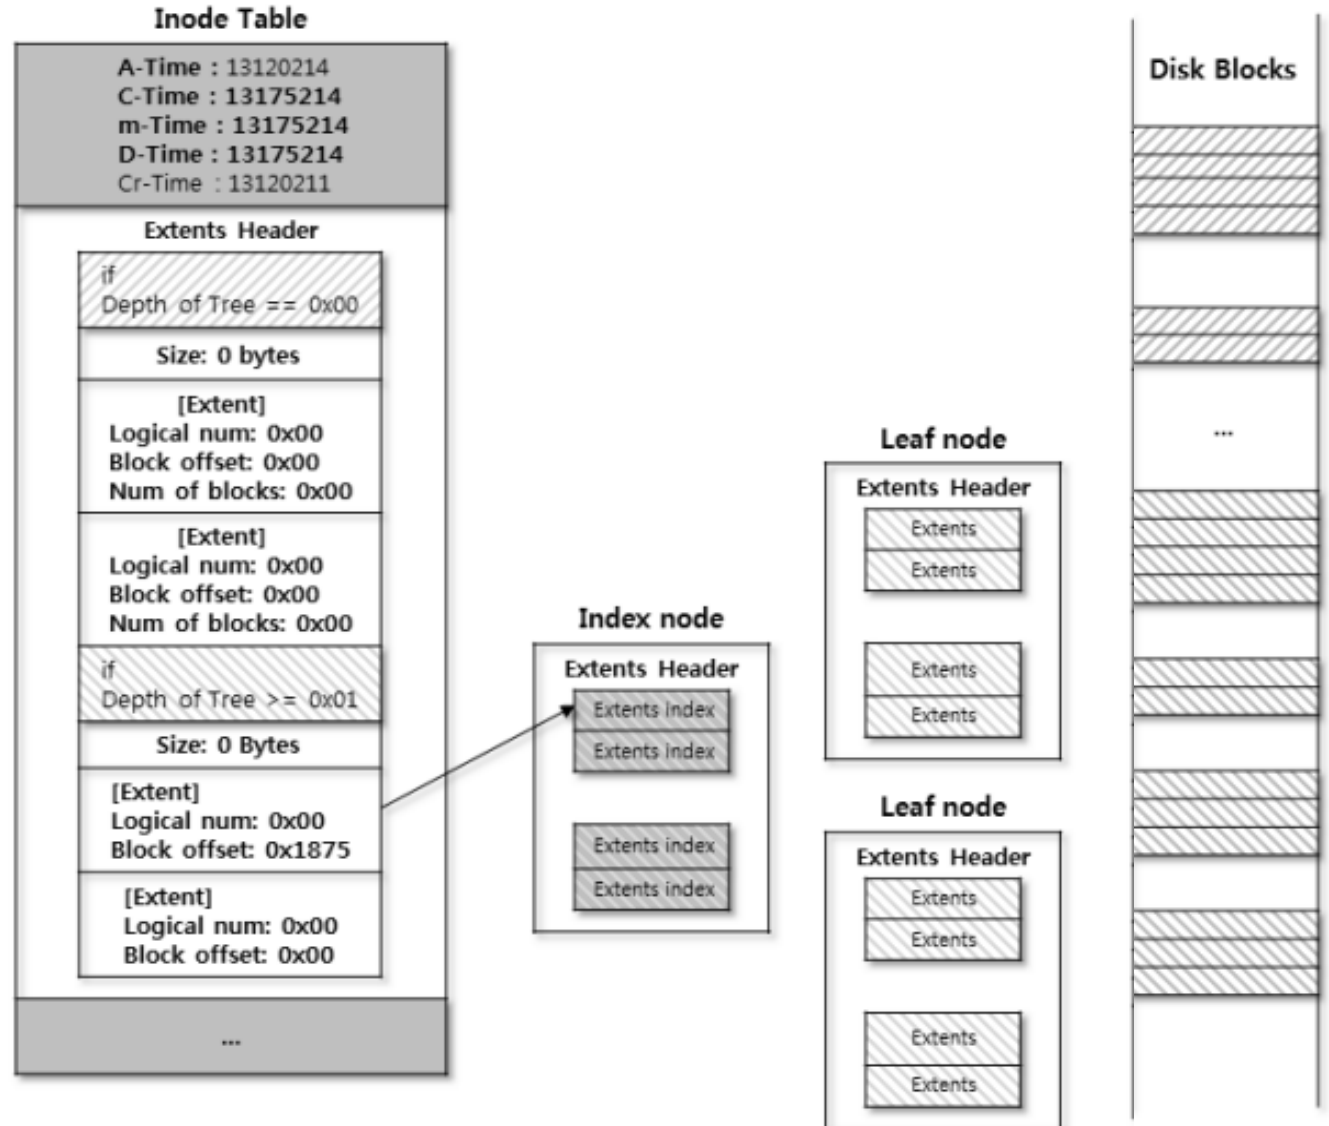 Inode Table
A-Time : 13120214
C-Time : 13175214
m-Time : 13175214
D-Time : 13175214
Cr-Time : 13120211
Extents Header
if
Depth of Tree == 0x00
Size: 0 bytes
[Extent]
Logical num: 0x00
Block offset: 0x00
Num of blocks: 0x00
[Extent]
Logical num: 0x00
Block offset: 0x00
Num of blocks: 0x00
if
Depth of Tree >= 0x01
Size: 0 Bytes
[Extent]
Logical num: 0x00
Block offset: 0x1875
[Extent]
Logical num: 0x00
Block offset: 0x00
...
Index node
Extents Header
Extents index
Extents index
Extents index
Extents index
Leaf node
Extents Header
Extents
Extents
Extents
Extents
Leaf node
Extents Header
Extents
Extents
Extents
Extents
Disk Blocks
...